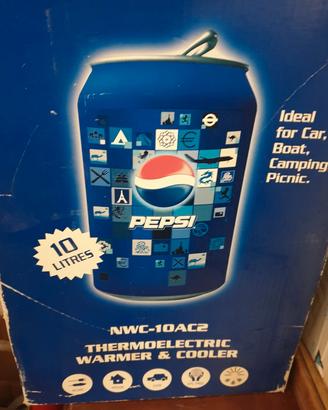 Ideal
for Car,
Boat,
Camping
Picnic.
PEPSI
10
LITRES
NWC-10AC2
THERMOELECTRIC
WARMER & COOLER